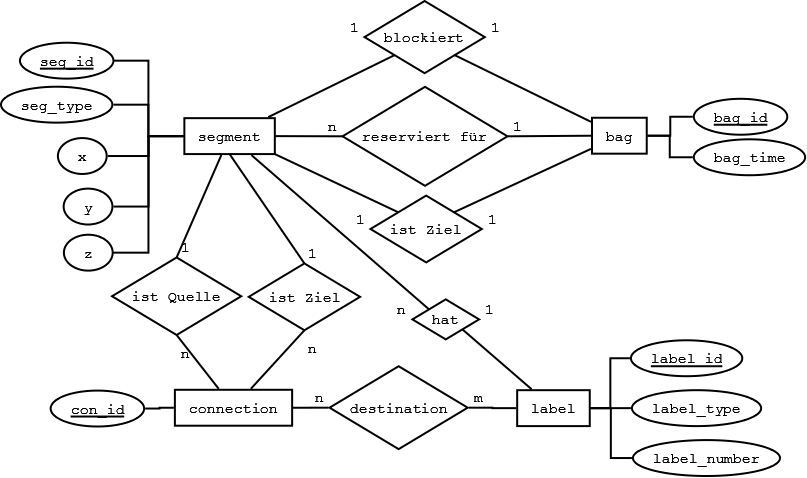 1
blockiert
1
seg_id
seg_type
x
y
z
segment
n
reserviert für
1
bag
bag_id
bag_time
1
ist Ziel
1
1
ist Quelle
n
1
ist Ziel
n
n
hat
1
con_id
connection
n
destination
m
label
label_id
label_type
label_number